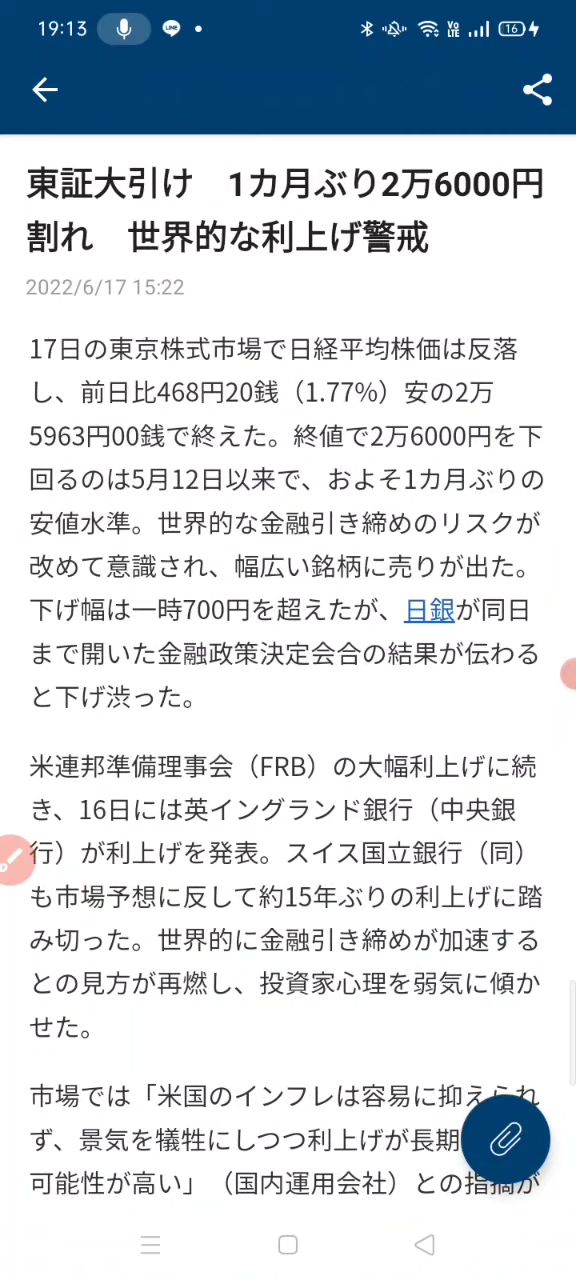 19:13
LINE
VO LTE
16
東証大引け　1カ月ぶり2万6000円
割れ　世界的な利上げ警戒
2022/6/17 15:22
17日の東京株式市場で日経平均株価は反落
し、前日比468円20銭（1.77%）安の2万
5963円00銭で終えた。終値で2万6000円を下
回るのは5月12日以来で、およそ1カ月ぶりの
安値水準。世界的な金融引き締めのリスクが
改めて意識され、幅広い銘柄に売りが出た。
下げ幅は一時700円を超えたが、日銀が同日
まで開いた金融政策決定会合の結果が伝わる
と下げ渋った。
米連邦準備理事会（FRB）の大幅利上げに続
き、16日には英イングランド銀行（中央銀
行）が利上げを発表。スイス国立銀行（同）
も市場予想に反して約15年ぶりの利上げに踏
み切った。世界的に金融引き締めが加速する
との見方が再燃し、投資家心理を弱気に傾か
せた。
市場では「米国のインフレは容易に抑えられ
ず、景気を犠牲にしつつ利上げが長期
可能性が高い」（国内運用会社）との指摘が